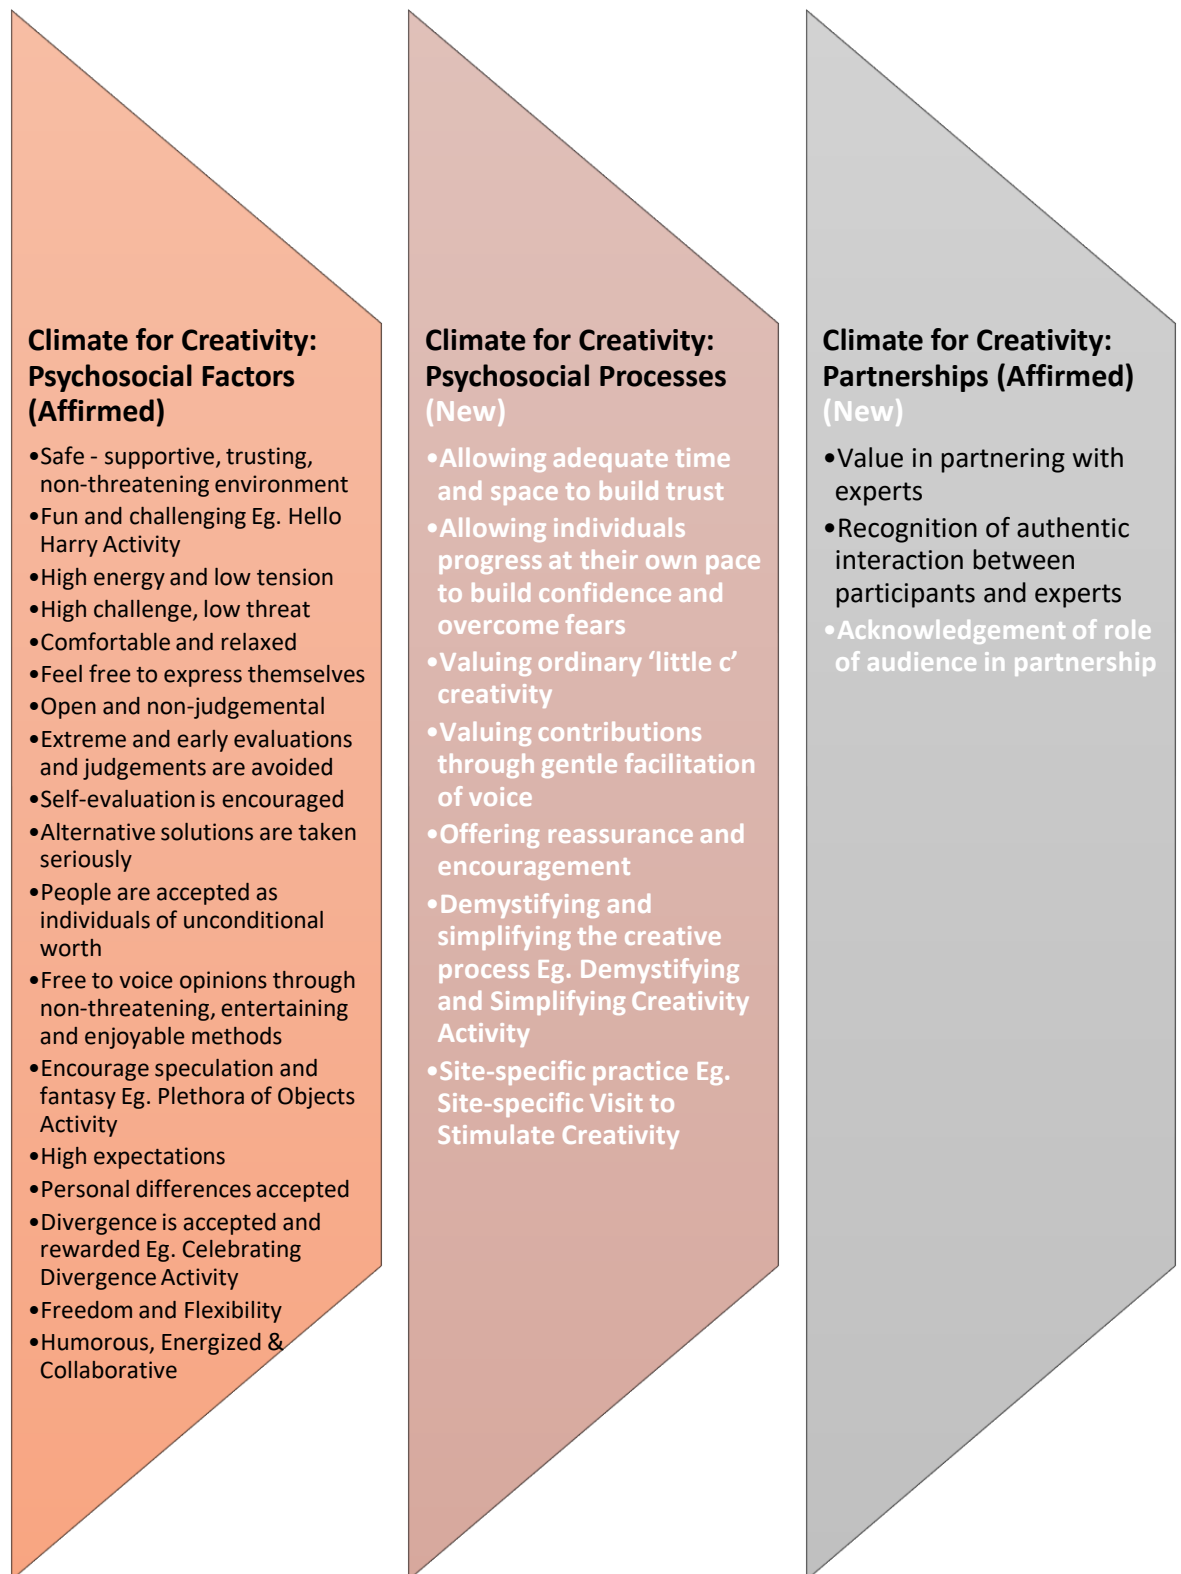 Climate for Creativity:
Psychosocial Factors
(Affirmed)
•Safe - supportive, trusting,
non-threatening environment
•Fun and challenging Eg. Hello
Harry Activity
•High energy and low tension
•High challenge, low threat
•Comfortable and relaxed
•Feel free to express themselves
•Open and non-judgemental
•Extreme and early evaluations
and judgements are avoided
•Self-evaluation is encouraged
•Alternative solutions are taken
seriously
•People are accepted as
individuals of unconditional
worth
•Free to voice opinions through
non-threatening, entertaining
and enjoyable methods
•Encourage speculation and
fantasy Eg. Plethora of Objects
Activity
•High expectations
•Personal differences accepted
•Divergence is accepted and
rewarded Eg. Celebrating
Divergence Activity
•Freedom and Flexibility
•Humorous, Energized &
Collaborative
Climate for Creativity:
Psychosocial Processes
(New)
•Allowing adequate time
and space to build trust
•Allowing individuals
progress at their own pace
to build confidence and
overcome fears
•Valuing ordinary ‘little c’
creativity
•Valuing contributions
through gentle facilitation
of voice
•Offering reassurance and
encouragement
•Demystifying and
simplifying the creative
process Eg. Demystifying
and Simplifying Creativity
Activity
•Site-specific practice Eg.
Site-specific Visit to
Stimulate Creativity
Climate for Creativity:
Partnerships (Affirmed)
(New)
•Value in partnering with
experts
•Recognition of authentic
interaction between
participants and experts
•Acknowledgement of role
of audience in partnership